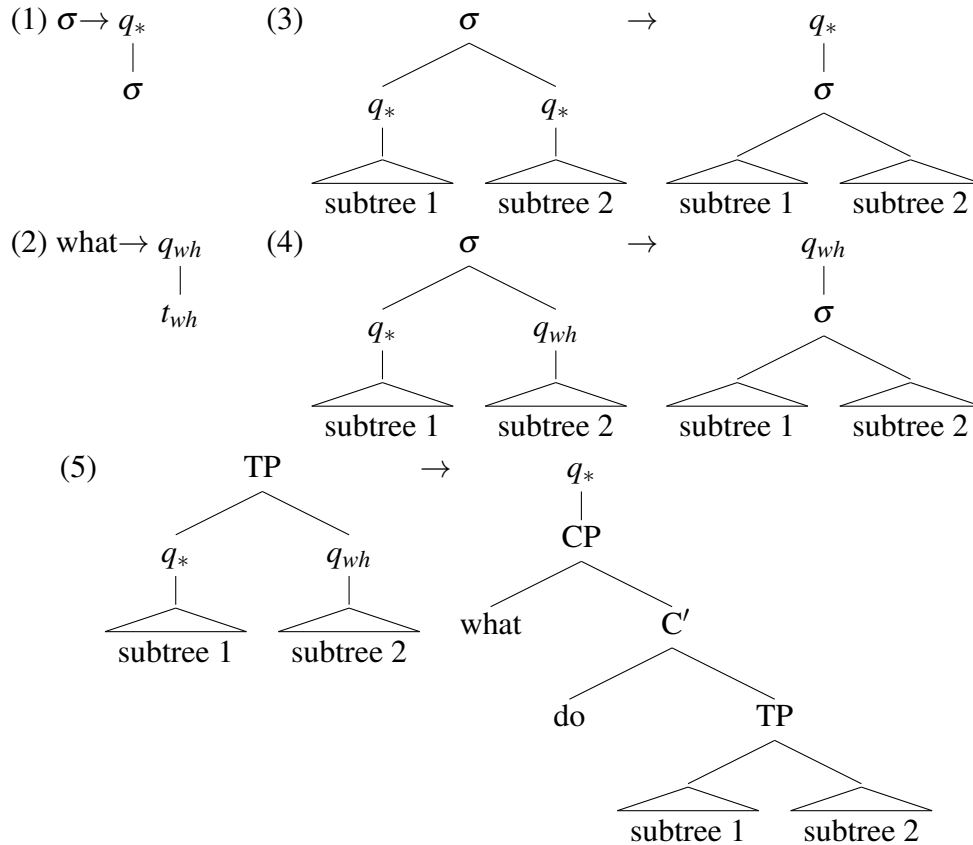 (1) σ → q* (3) σ → q*
σ q* q* σ
subtree 1 subtree 2 subtree 1 subtree 2
(2) what → q_wh (4) σ → q_wh
t_wh q* q_wh σ
subtree 1 subtree 2 subtree 1 subtree 2
(5) TP → q*
CP
q* q_wh
what C′
subtree 1 subtree 2
do TP
subtree 1 subtree 2